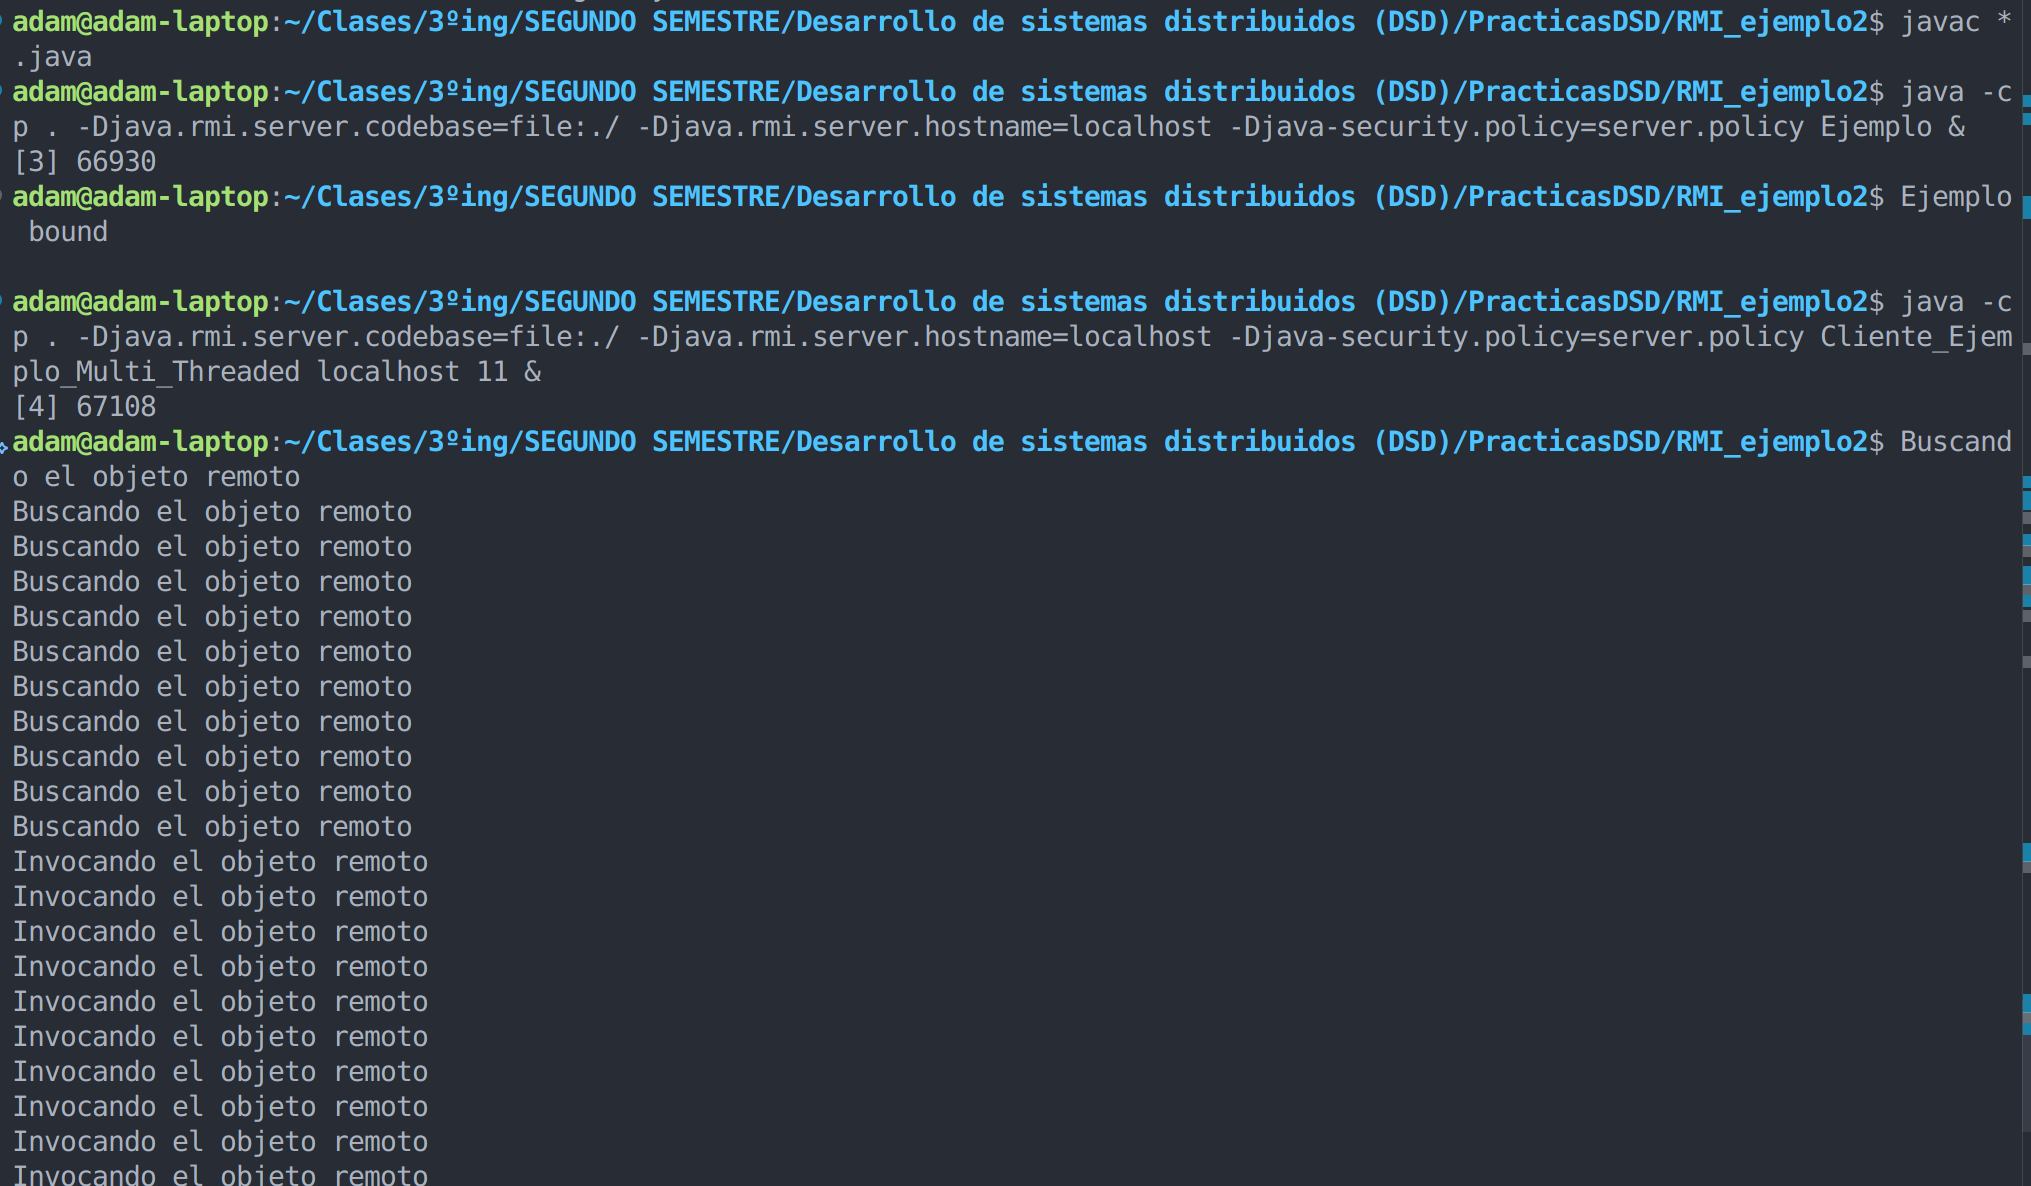 adam@adam-laptop:~/Clases/3ºing/SEGUNDO SEMESTRE/Desarrollo de sistemas distribuidos (DSD)/PracticasDSD/RMI_ejemplo2$ javac *
.java
adam@adam-laptop:~/Clases/3ºing/SEGUNDO SEMESTRE/Desarrollo de sistemas distribuidos (DSD)/PracticasDSD/RMI_ejemplo2$ java -c
p . -Djava.rmi.server.codebase=file:./ -Djava.rmi.server.hostname=localhost -Djava-security.policy=server.policy Ejemplo &
[3] 66930
adam@adam-laptop:~/Clases/3ºing/SEGUNDO SEMESTRE/Desarrollo de sistemas distribuidos (DSD)/PracticasDSD/RMI_ejemplo2$ Ejemplo
 bound
adam@adam-laptop:~/Clases/3ºing/SEGUNDO SEMESTRE/Desarrollo de sistemas distribuidos (DSD)/PracticasDSD/RMI_ejemplo2$ java -c
p . -Djava.rmi.server.codebase=file:./ -Djava.rmi.server.hostname=localhost -Djava-security.policy=server.policy Cliente_Ejem
plo_Multi_Threaded localhost 11 &
[4] 67108
adam@adam-laptop:~/Clases/3ºing/SEGUNDO SEMESTRE/Desarrollo de sistemas distribuidos (DSD)/PracticasDSD/RMI_ejemplo2$ Buscand
o el objeto remoto
Buscando el objeto remoto
Buscando el objeto remoto
Buscando el objeto remoto
Buscando el objeto remoto
Buscando el objeto remoto
Buscando el objeto remoto
Buscando el objeto remoto
Buscando el objeto remoto
Buscando el objeto remoto
Buscando el objeto remoto
Invocando el objeto remoto
Invocando el objeto remoto
Invocando el objeto remoto
Invocando el objeto remoto
Invocando el objeto remoto
Invocando el objeto remoto
Invocando el objeto remoto
Invocando el objeto remoto
Invocando el objeto remoto
Invocando el objeto remoto